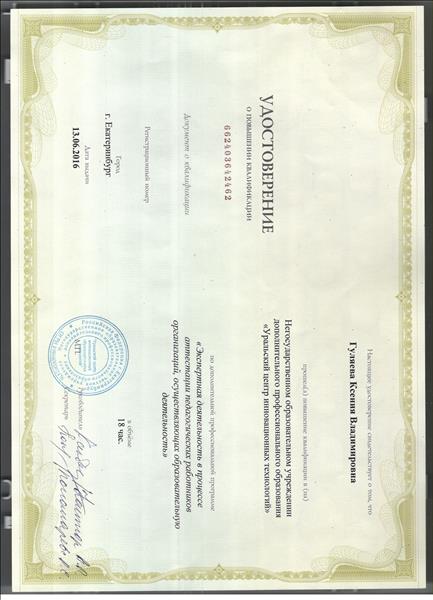 УДОСТОВЕРЕНИЕ
О ПОВЫШЕНИИ КВАЛИФИКАЦИИ
662403642462
Документ о квалификации
Регистрационный номер
Город
г. Екатеринбург
Дата выдачи
13.06.2016
Настоящее удостоверение свидетельствует о том, что
Гуляева Ксения Владимировна
прошел(а) повышение квалификации в (на)
Негосударственном образовательном учреждении
дополнительного профессионального образования
«Уральский центр инновационных технологий»
по дополнительной профессиональной программе
«Экспертная деятельность в процессе
аттестации педагогических работников
организаций, осуществляющих образовательную
деятельность»
в объёме
18 час.
МП
Руководитель
Секретарь